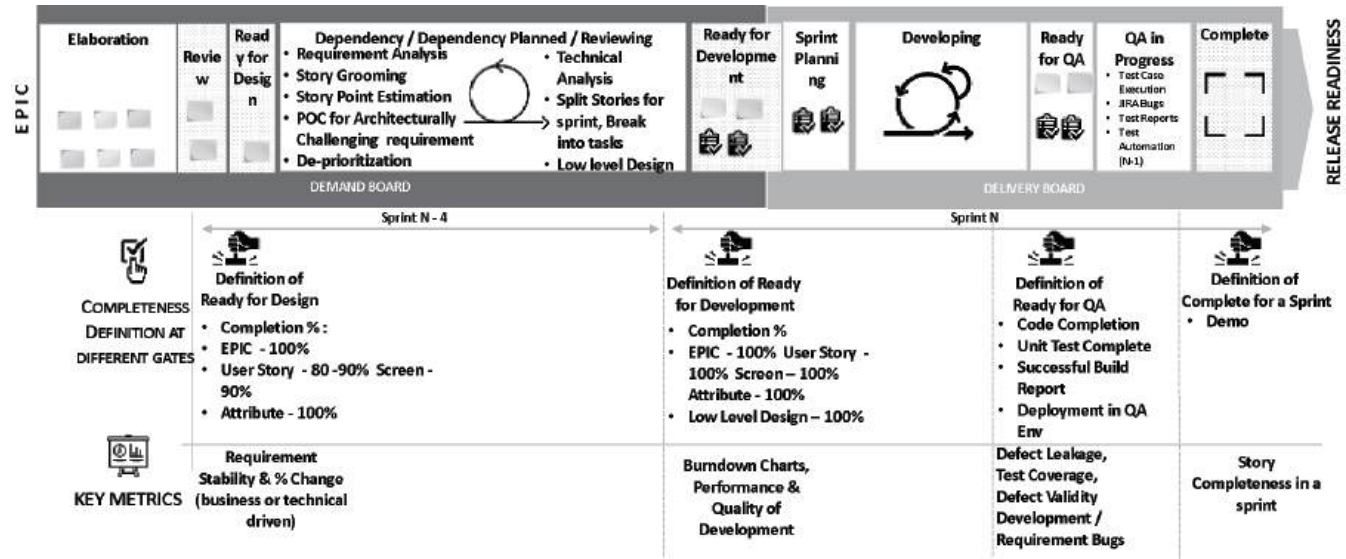 EPIC
Elaboration
Revie
w
Read
y for
Desig
n
Dependency / Dependency Planned / Reviewing
• Requirement Analysis
• Story Grooming
• Story Point Estimation
• POC for Architecturally
Challenging requirement
• De-prioritization
• Technical
Analysis
• Split Stories for
sprint, Break
into tasks
• Low level Design
Ready for
Developme
nt
Sprint
Planni
ng
Developing
Ready
for QA
QA in
Progress
• Test Case
Execution
• JIRA Bugs
• Test Reports
• Test
Automation
(N-1)
Complete
RELEASE READINESS
DEMAND BOARD
DELIVERY BOARD
Sprint N - 4
Sprint N
COMPLETENESS
DEFINITION AT
DIFFERENT GATES
Definition of
Ready for Design
• Completion % :
• EPIC - 100%
• User Story - 80 -90% Screen -
90%
• Attribute - 100%
Definition of Ready
for Development
• Completion %
• EPIC - 100% User Story -
100% Screen – 100%
Attribute - 100%
• Low Level Design – 100%
Definition of
Ready for QA
• Code Completion
• Unit Test Complete
• Successful Build
Report
• Deployment in QA
Env
Definition of
Complete for a Sprint
• Demo
KEY METRICS
Requirement
Stability & % Change
(business or technical
driven)
Burndown Charts,
Performance &
Quality of
Development
Defect Leakage,
Test Coverage,
Defect Validity
Development /
Requirement Bugs
Story
Completeness in a
sprint